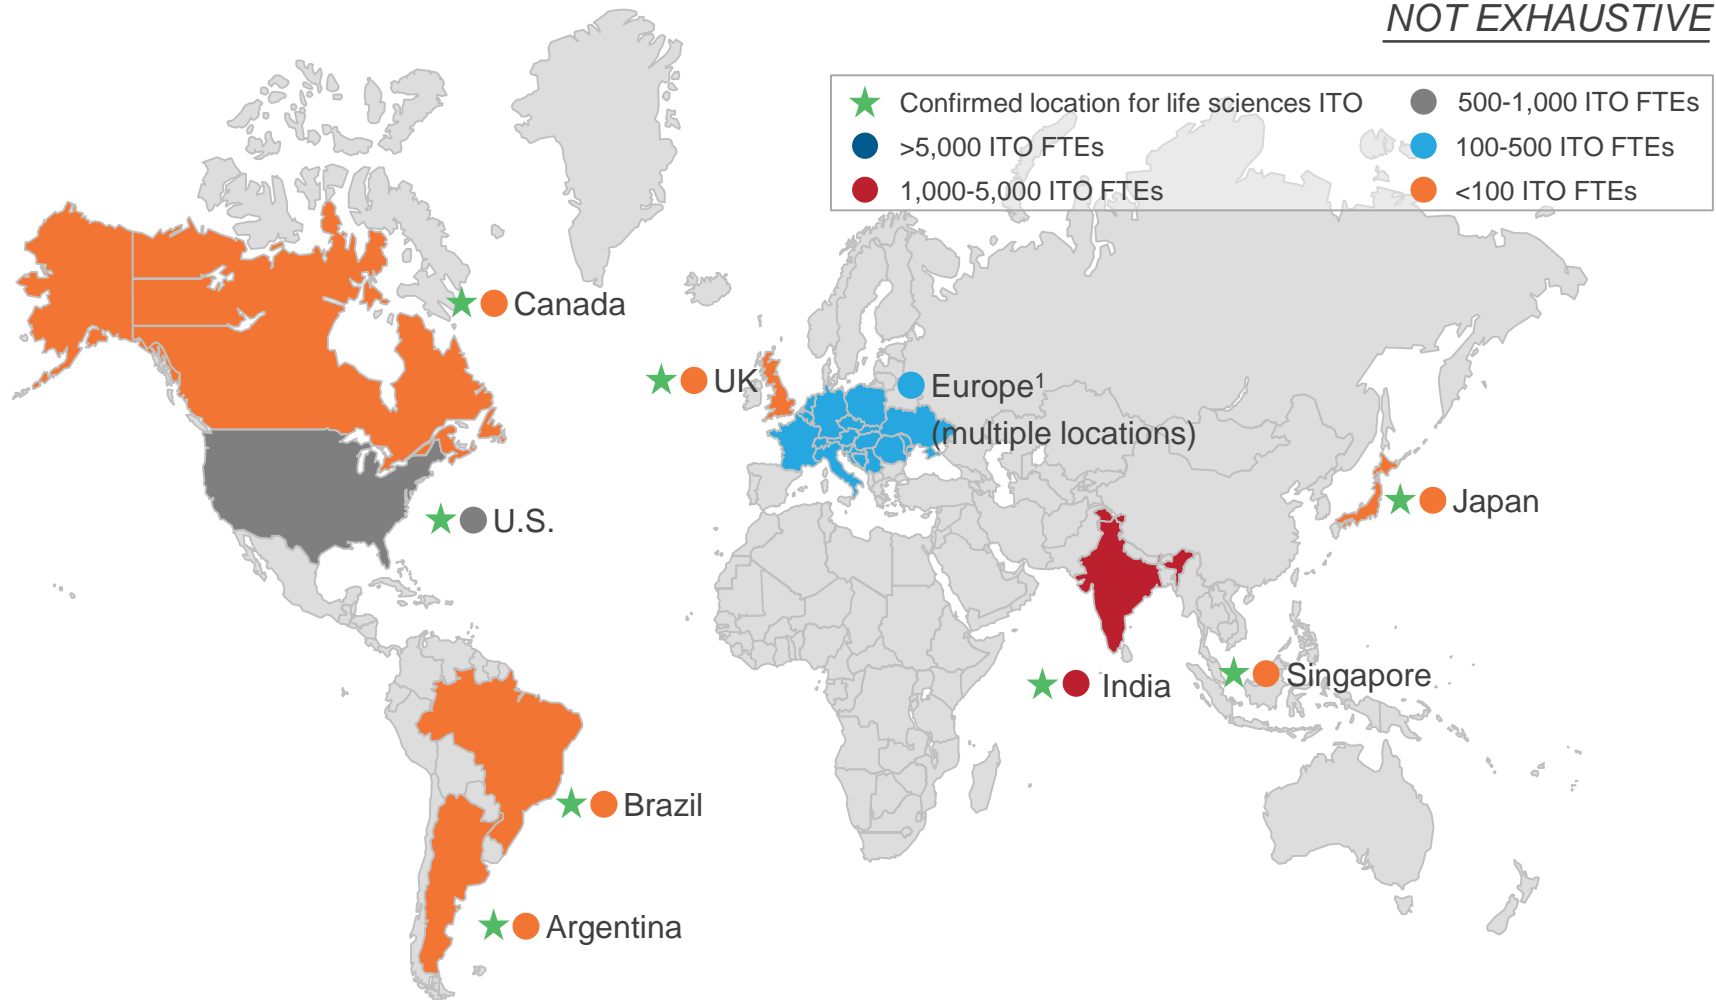 NOT EXHAUSTIVE
Confirmed location for life sciences ITO
500-1,000 ITO FTEs
>5,000 ITO FTEs
100-500 ITO FTEs
1,000-5,000 ITO FTEs
<100 ITO FTEs
Canada
UK
Europe¹
(multiple locations)
U.S.
Japan
India
Singapore
Brazil
Argentina